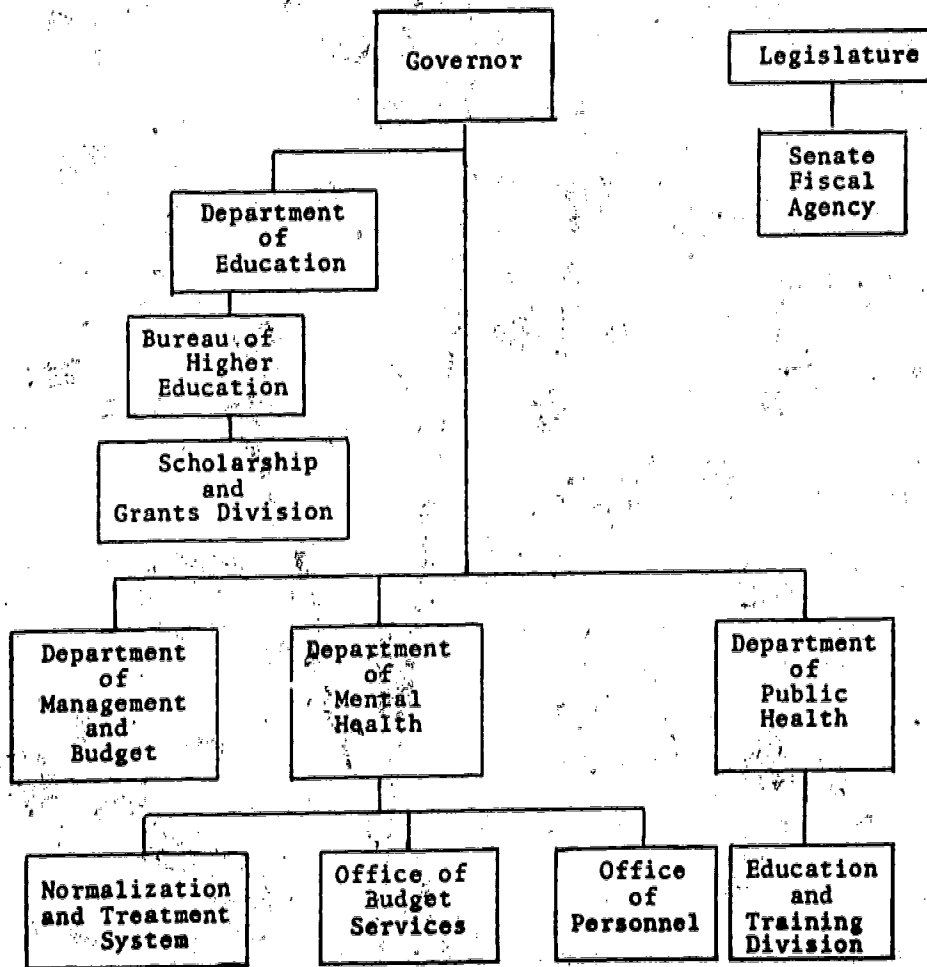 Governor
Legislature
Senate
Fiscal
Agency
Department
of
Education
Bureau of
Higher
Education
Scholarship
and
Grants Division
Department
of
Management
and
Budget
Department
of
Mental
Health
Department
of
Public
Health
Normalization
and Treatment
System
Office of
Budget
Services
Office
of
Personnel
Education
and
Training
Division